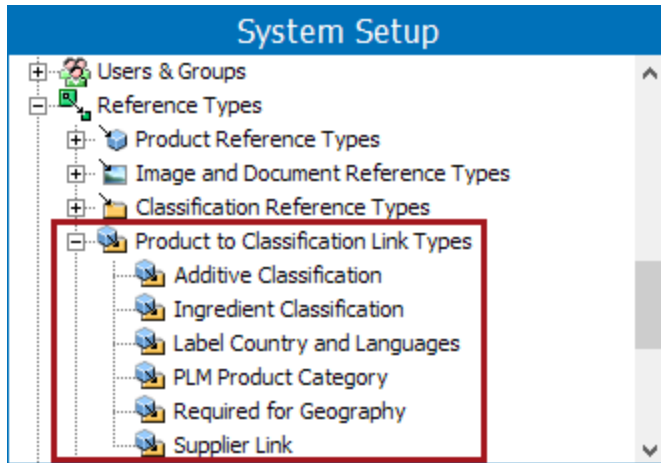 System Setup
Users & Groups
Reference Types
Product Reference Types
Image and Document Reference Types
Classification Reference Types
Product to Classification Link Types
Additive Classification
Ingredient Classification
Label Country and Languages
PLM Product Category
Required for Geography
Supplier Link